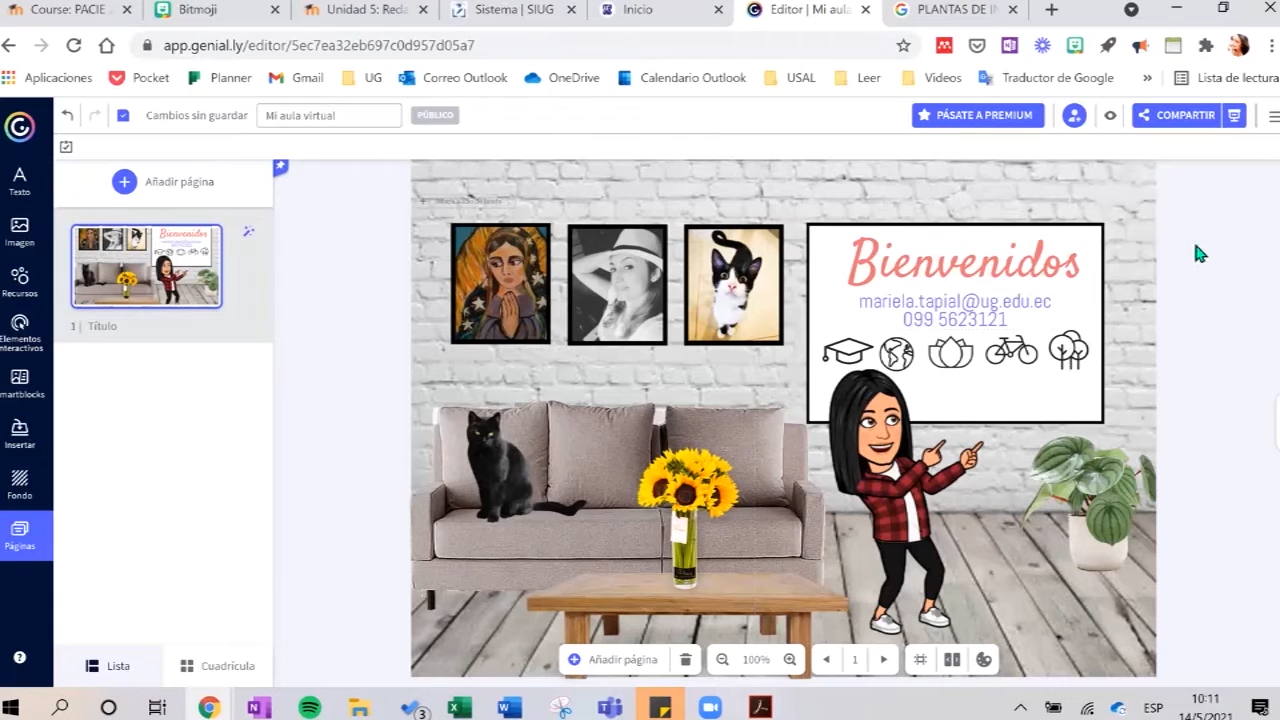 Course: PACIE
Bitmoji
Unidad 5: Reda
Sistema | SIUG
Inicio
Editor | Mi aula
PLANTAS DE IN
app.genial.ly/editor/5ec7ea32eb697c0d957d05a7
Aplicaciones
Pocket
Planner
Gmail
UG
Correo Outlook
OneDrive
Calendario Outlook
USAL
Leer
Videos
Traductor de Google
»
Lista de lectura
Cambios sin guardar
Mi aula virtual
PÚBLICO
PÁSATE A PREMIUM
COMPARTIR
Texto
Imagen
Recursos
Elementos
interactivos
martblocks
Insertar
Fondo
Páginas
Añadir página
1 | Título
Lista
Cuadrícula
Bienvenidos
mariela.tapial@ug.edu.ec
099 5623121
Añadir página
100%
1
3
ESP
10:11
14/5/2021